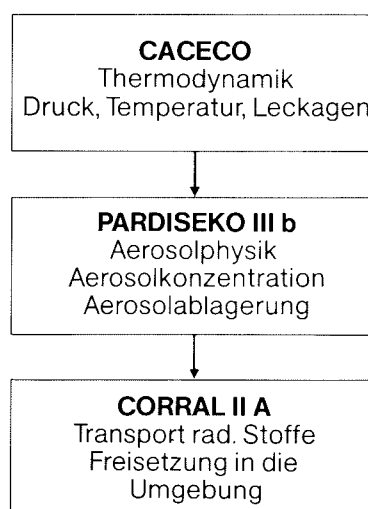 CACECO
Thermodynamik
Druck, Temperatur, Leckagen
PARDISEKO III b
Aerosolphysik
Aerosolkonzentration
Aerosolablagerung
CORRAL II A
Transport rad. Stoffe
Freisetzung in die
Umgebung